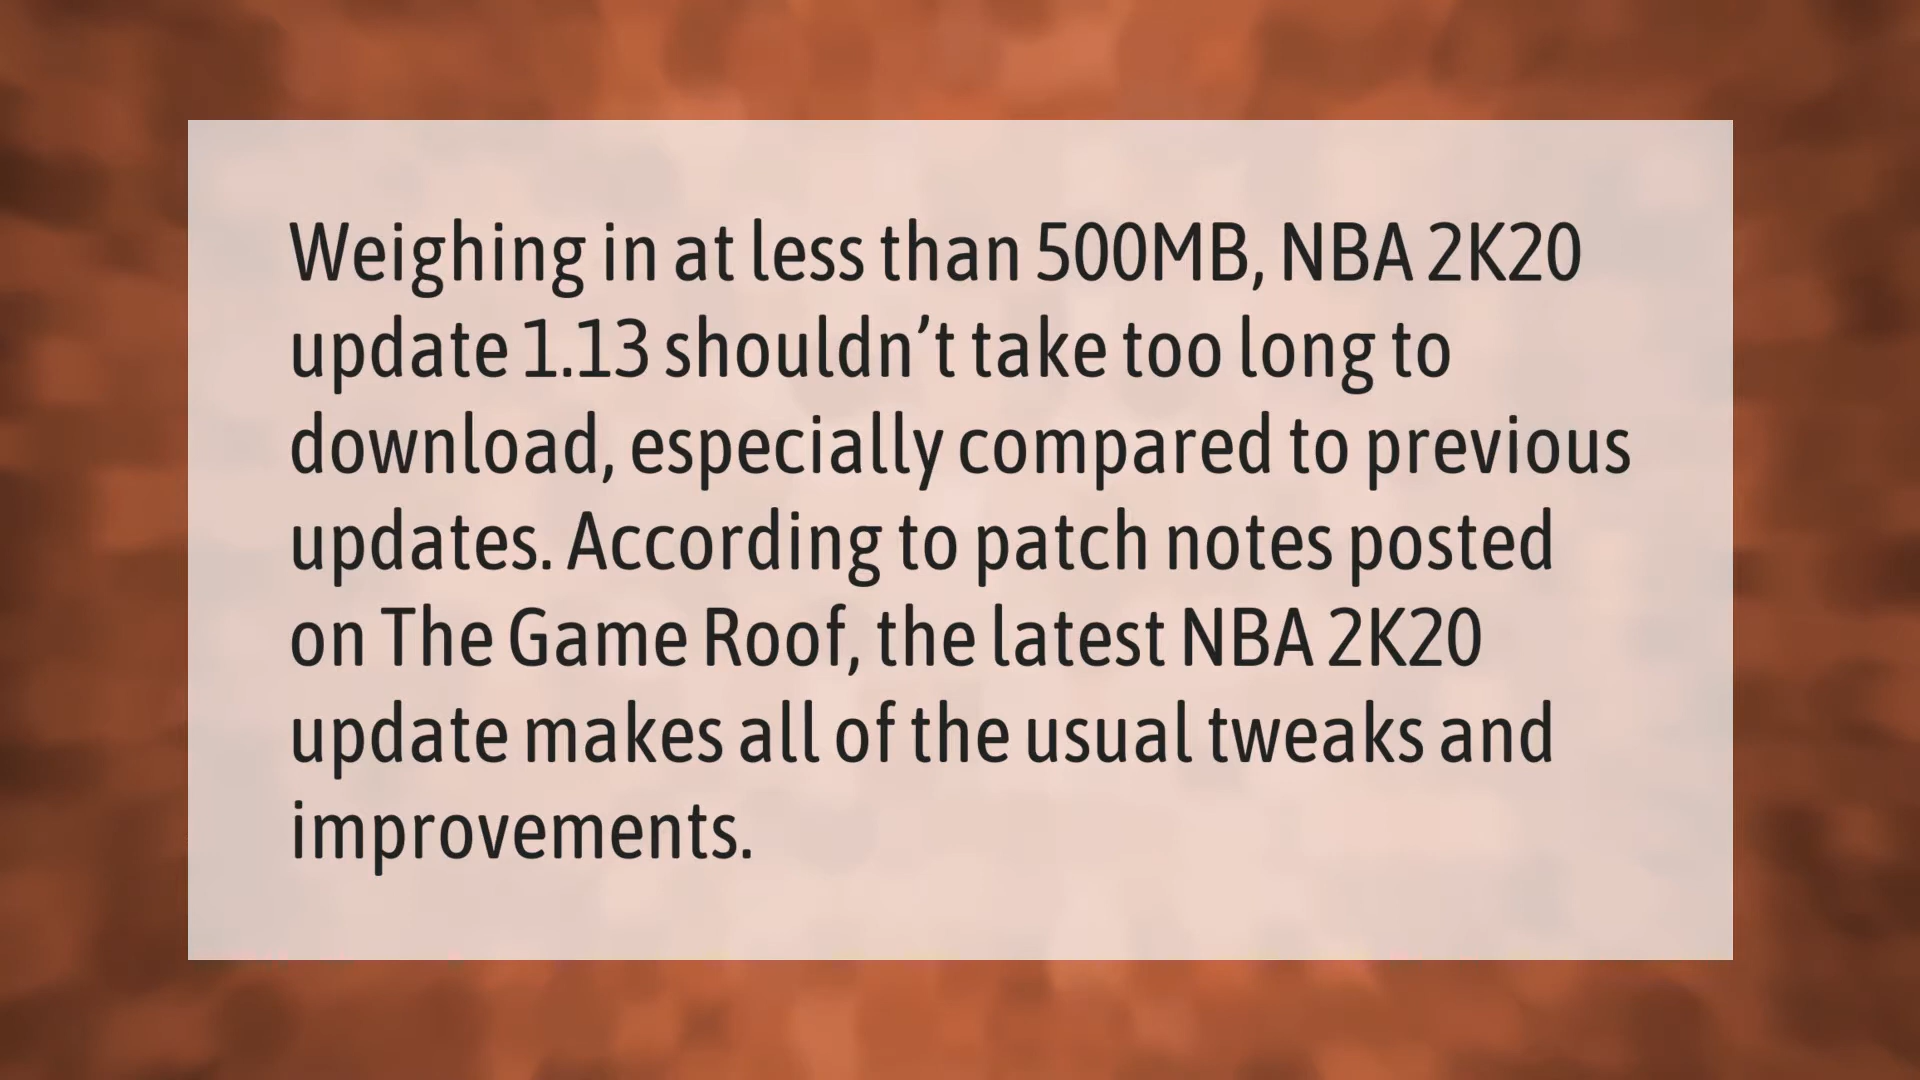 Weighing in at less than 500MB, NBA 2K20
update 1.13 shouldn’t take too long to
download, especially compared to previous
updates. According to patch notes posted
on The Game Roof, the latest NBA 2K20
update makes all of the usual tweaks and
improvements.